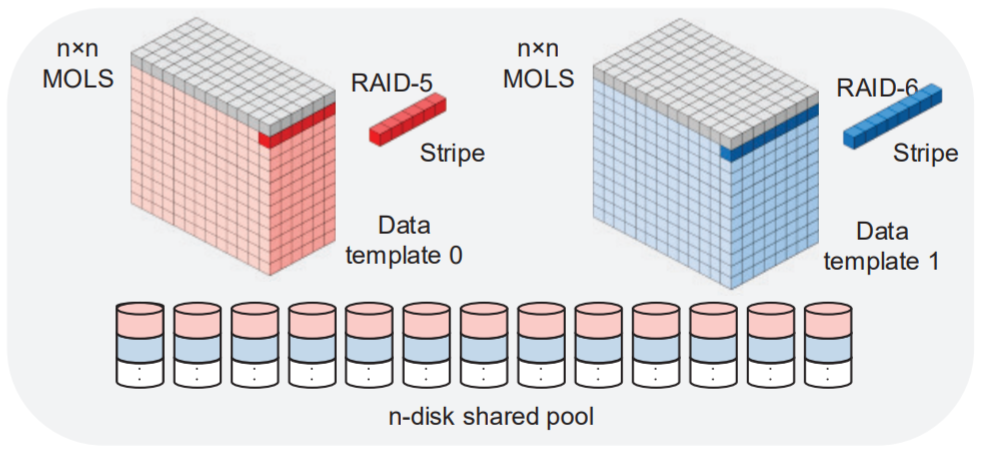 n×n
MOLS
RAID-5
Stripe
Data
template 0
n×n
MOLS
RAID-6
Stripe
Data
template 1
n-disk shared pool